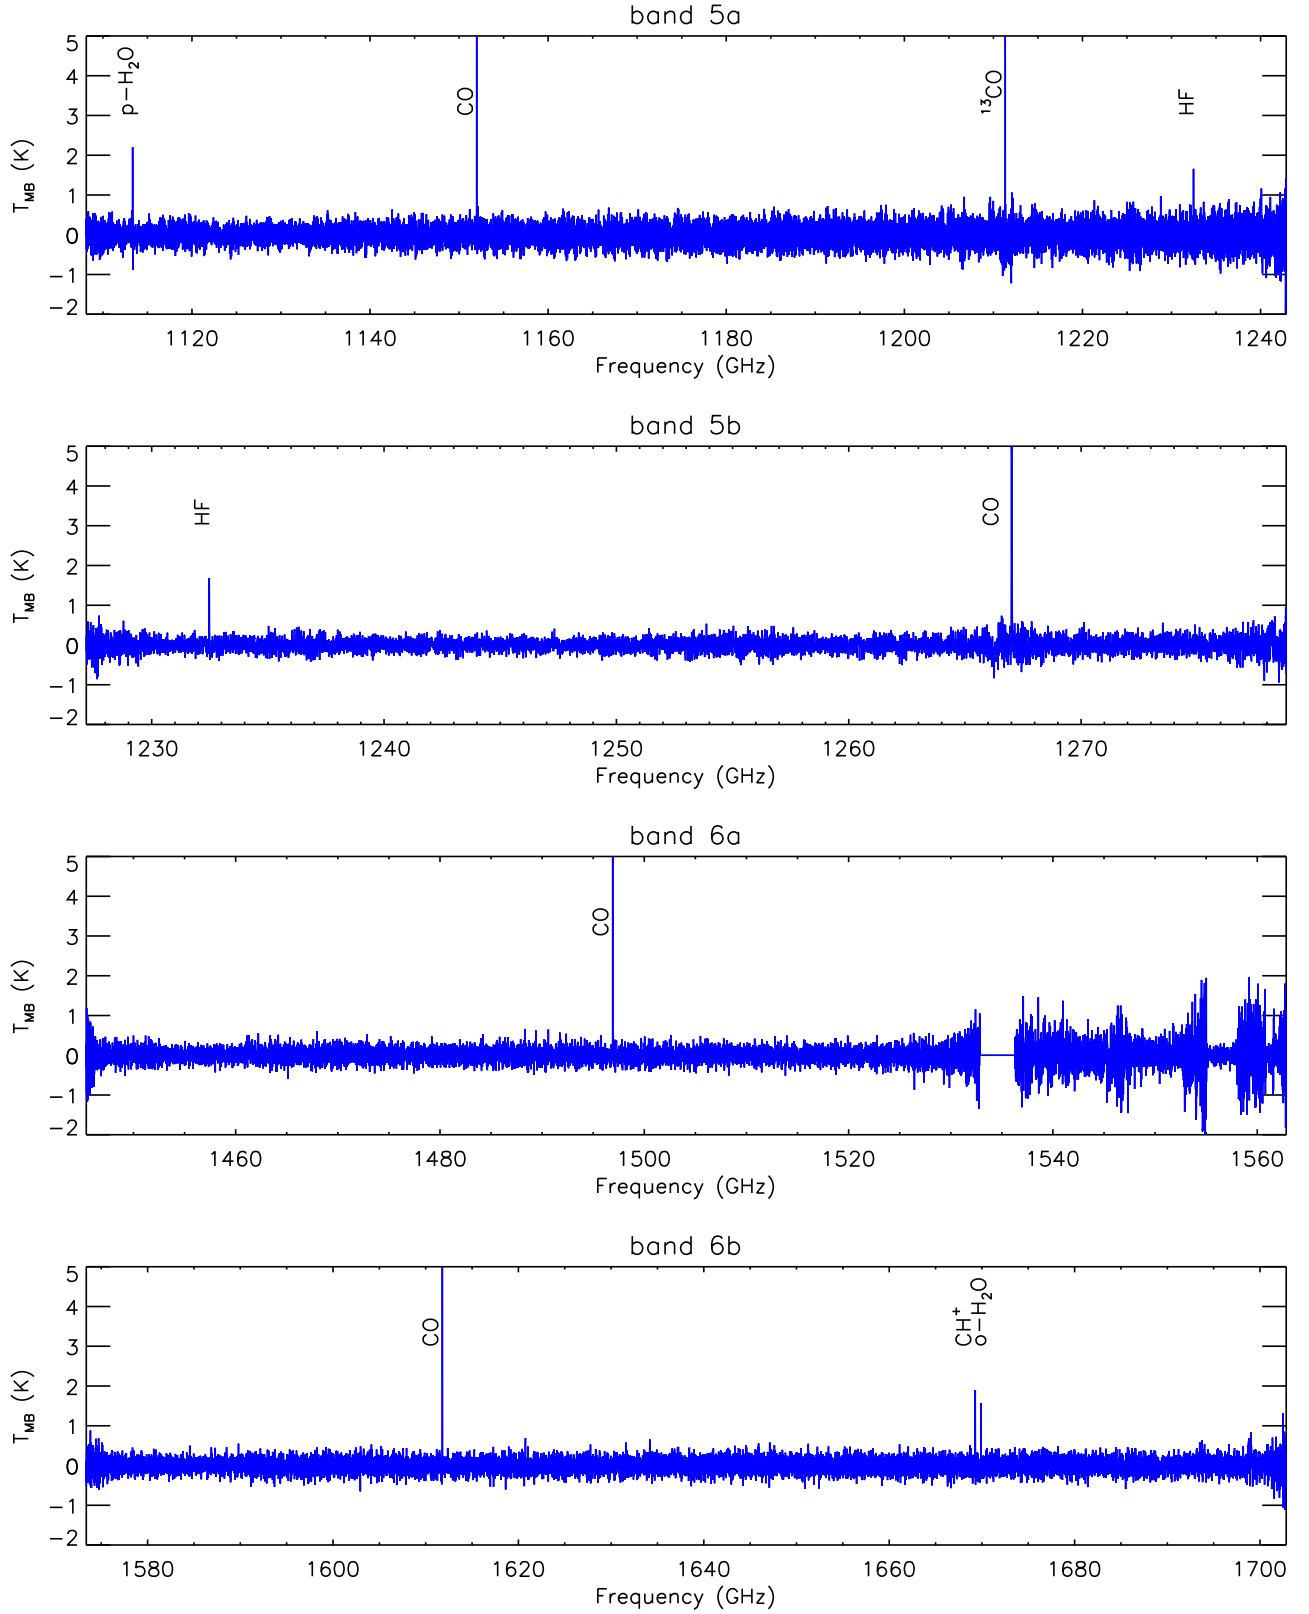 band 5a
p−H₂O
CO
¹³CO
HF
5
4
3
2
1
0
−1
−2
T_MB (K)
1120 1140 1160 1180 1200 1220 1240
Frequency (GHz)
band 5b
HF
CO
5
4
3
2
1
0
−1
−2
T_MB (K)
1230 1240 1250 1260 1270
Frequency (GHz)
band 6a
CO
5
4
3
2
1
0
−1
−2
T_MB (K)
1460 1480 1500 1520 1540 1560
Frequency (GHz)
band 6b
CO
CH⁺
o−H₂O
5
4
3
2
1
0
−1
−2
T_MB (K)
1580 1600 1620 1640 1660 1680 1700
Frequency (GHz)